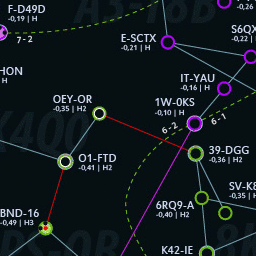 F-D49D
-0,19 | H
7-2
E-SCTX
-0,21 | H
S6QX
-0,22 |
IT-YAU
-0,16 | H
HON
| H
OEY-OR
-0,35 | H2
1W-0KS
-0,10 | H
6-2
6-1
O1-FTD
-0,41 | H2
39-DGG
-0,36 | H2
SV-K8
-0,35 | H
6RQ9-A
-0,40 | H2
BND-16
-0,49 | H3
K42-IE